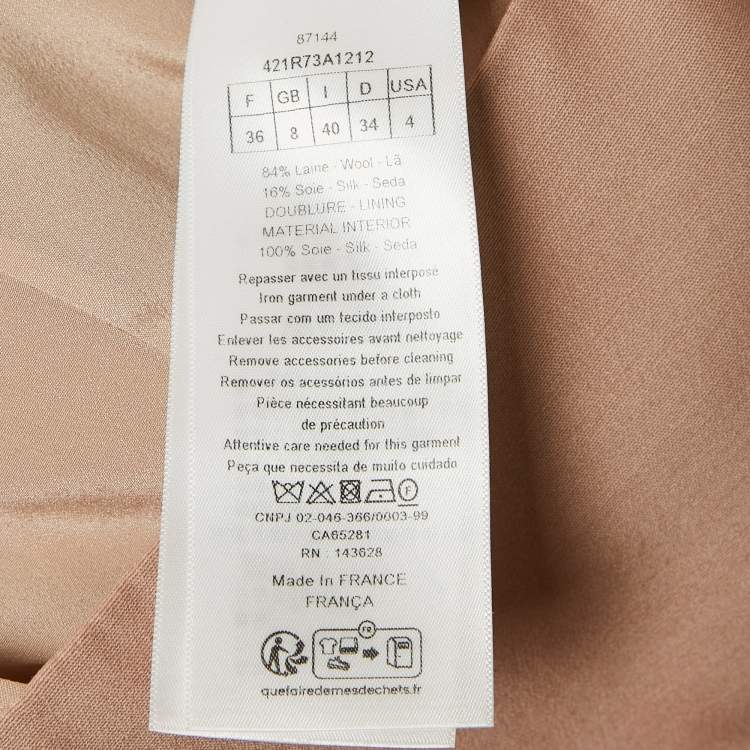 87144
421R73A1212
F GB I D USA
36 8 40 34 4
84% Laine - Wool - Lã
16% Soie - Silk - Seda
DOUBLURE - LINING
MATERIAL INTERIOR
100% Soie - Silk - Seda
Repasser avec un tissu interposé
Iron garment under a cloth
Passar com um tecido interposto
Enlever les accessoires avant nettoyage
Remove accessories before cleaning
Remover os acessórios antes de limpar
Pièce nécessitant beaucoup
de précaution
Attentive care needed for this garment
Peça que necessita de muito cuidado
F
CNPJ 02-046-366/0003-99
CA65281
RN : 143628
Made in FRANCE
FRANÇA
FR
quefairedemesdechets.fr